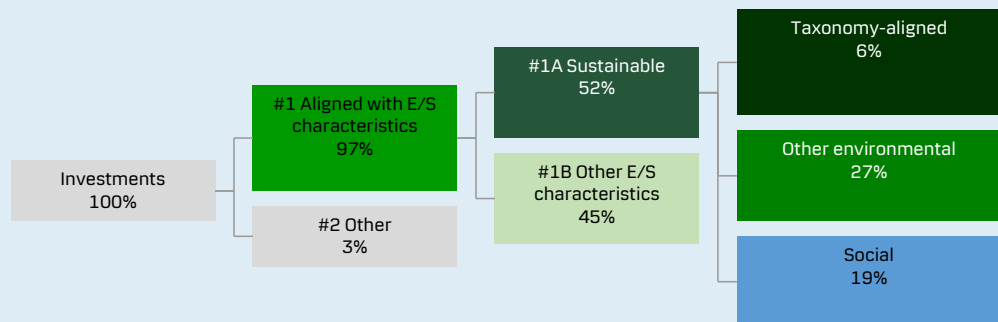 Investments
100%
#1 Aligned with E/S
characteristics
97%
#2 Other
3%
#1A Sustainable
52%
#1B Other E/S
characteristics
45%
Taxonomy-aligned
6%
Other environmental
27%
Social
19%